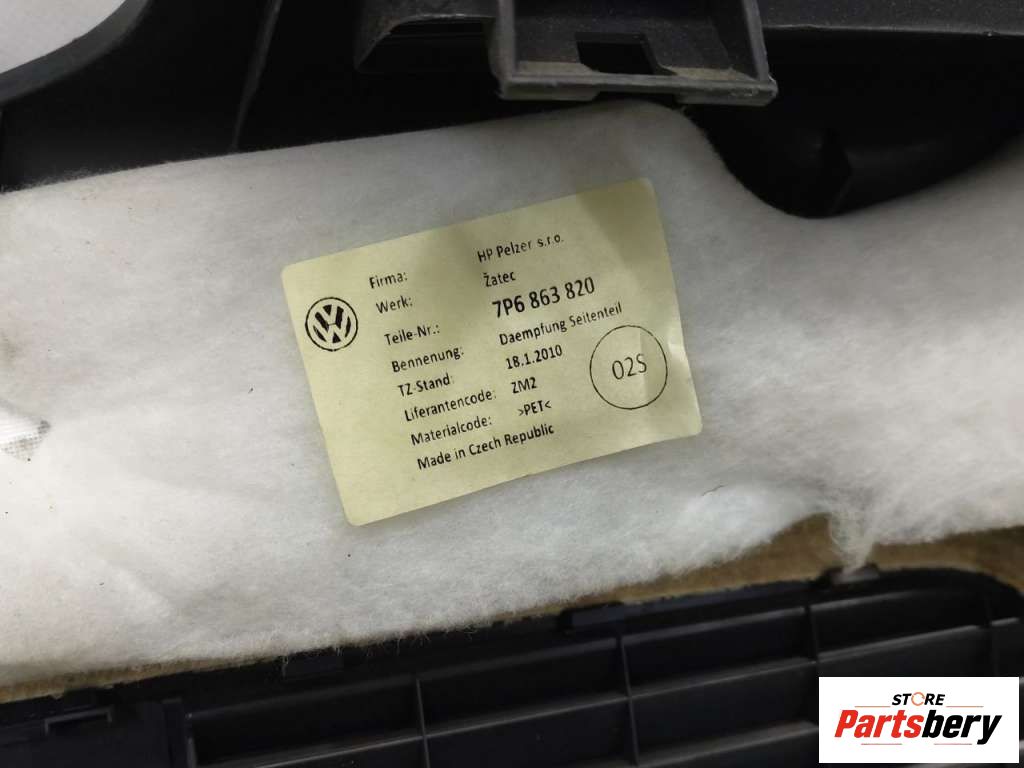 Firma: HP Pelzer s.r.o.
Werk: Žatec
Teile-Nr.: 7P6 863 820
Bennenung: Daempfung Seitenteil
TZ-Stand: 18.1.2010
Liferantencode: ZM2
Materialcode: >PET<
Made in Czech Republic
02S
STORE
Partsbery